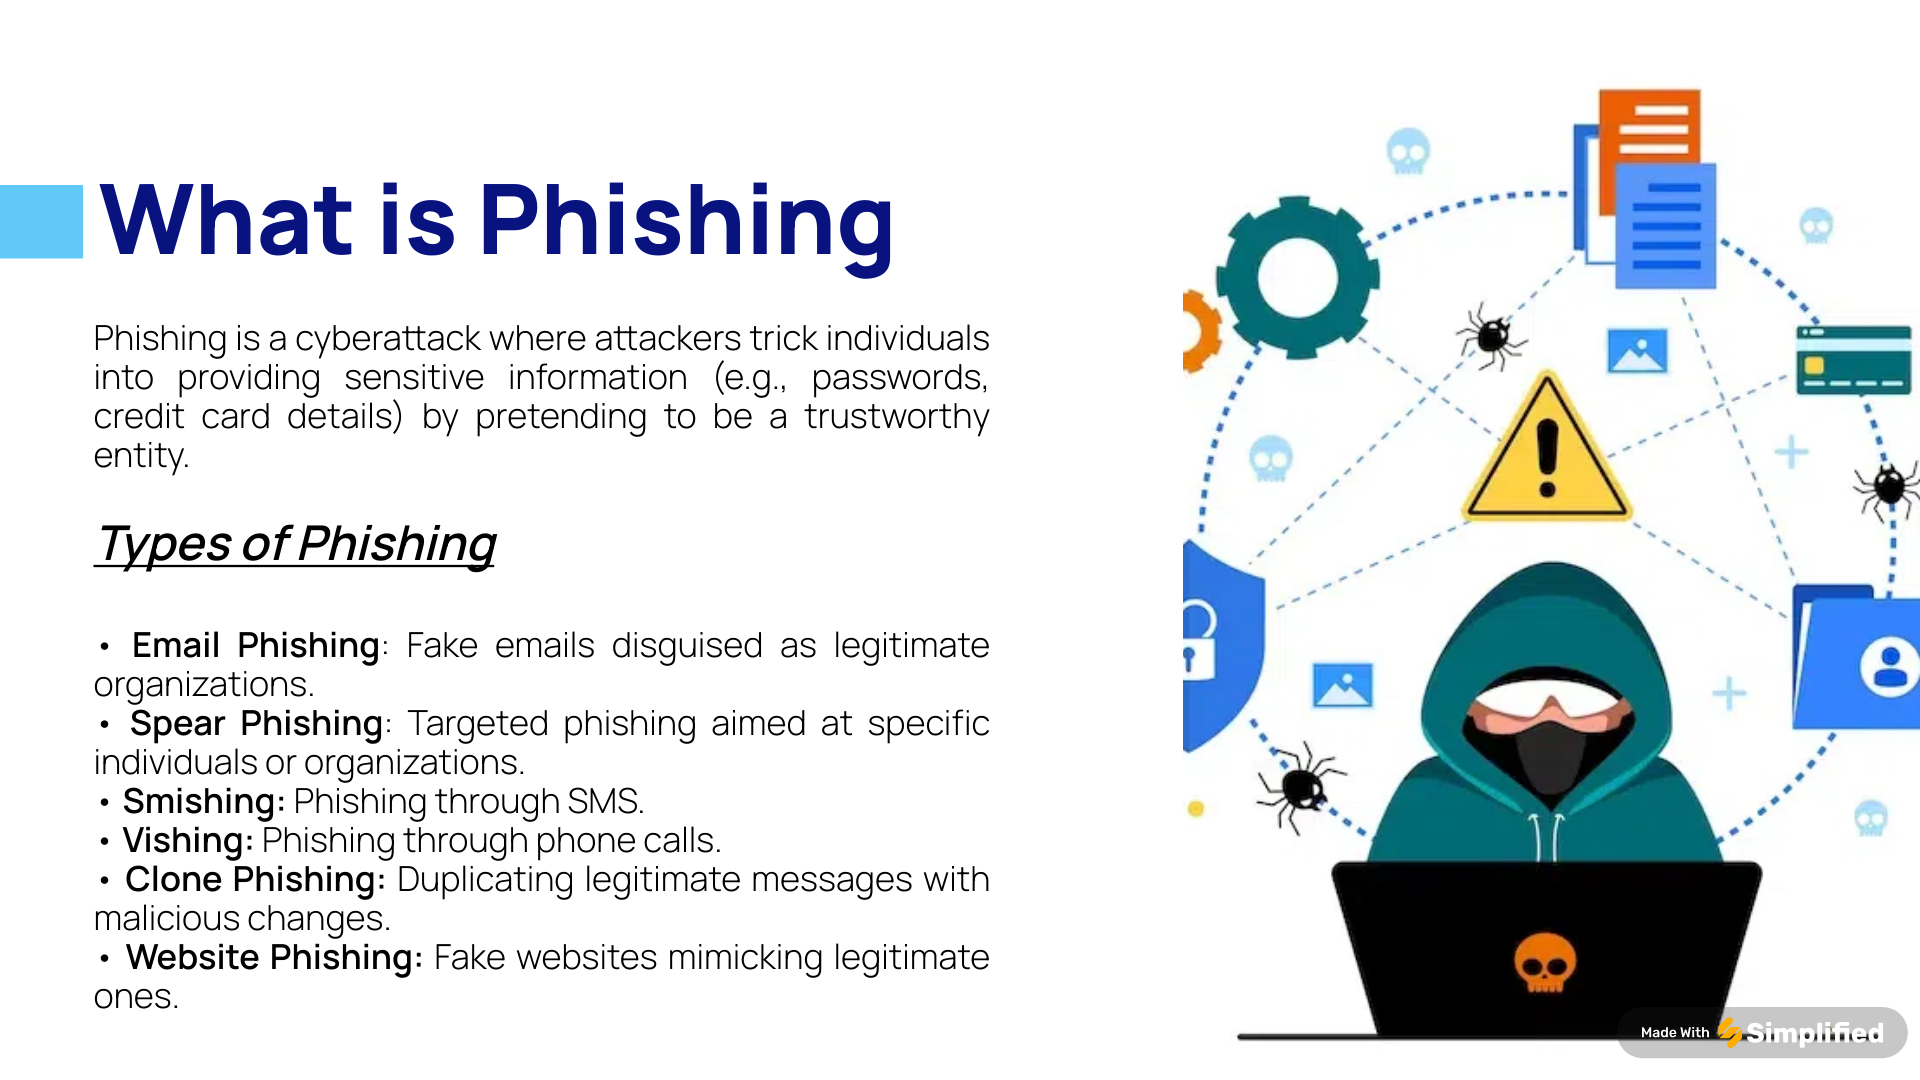 What is Phishing
Phishing is a cyberattack where attackers trick individuals
into providing sensitive information (e.g., passwords,
credit card details) by pretending to be a trustworthy
entity.
Types of Phishing
• Email Phishing: Fake emails disguised as legitimate
organizations.
• Spear Phishing: Targeted phishing aimed at specific
individuals or organizations.
• Smishing: Phishing through SMS.
• Vishing: Phishing through phone calls.
• Clone Phishing: Duplicating legitimate messages with
malicious changes.
• Website Phishing: Fake websites mimicking legitimate
ones.
Made With Simplified